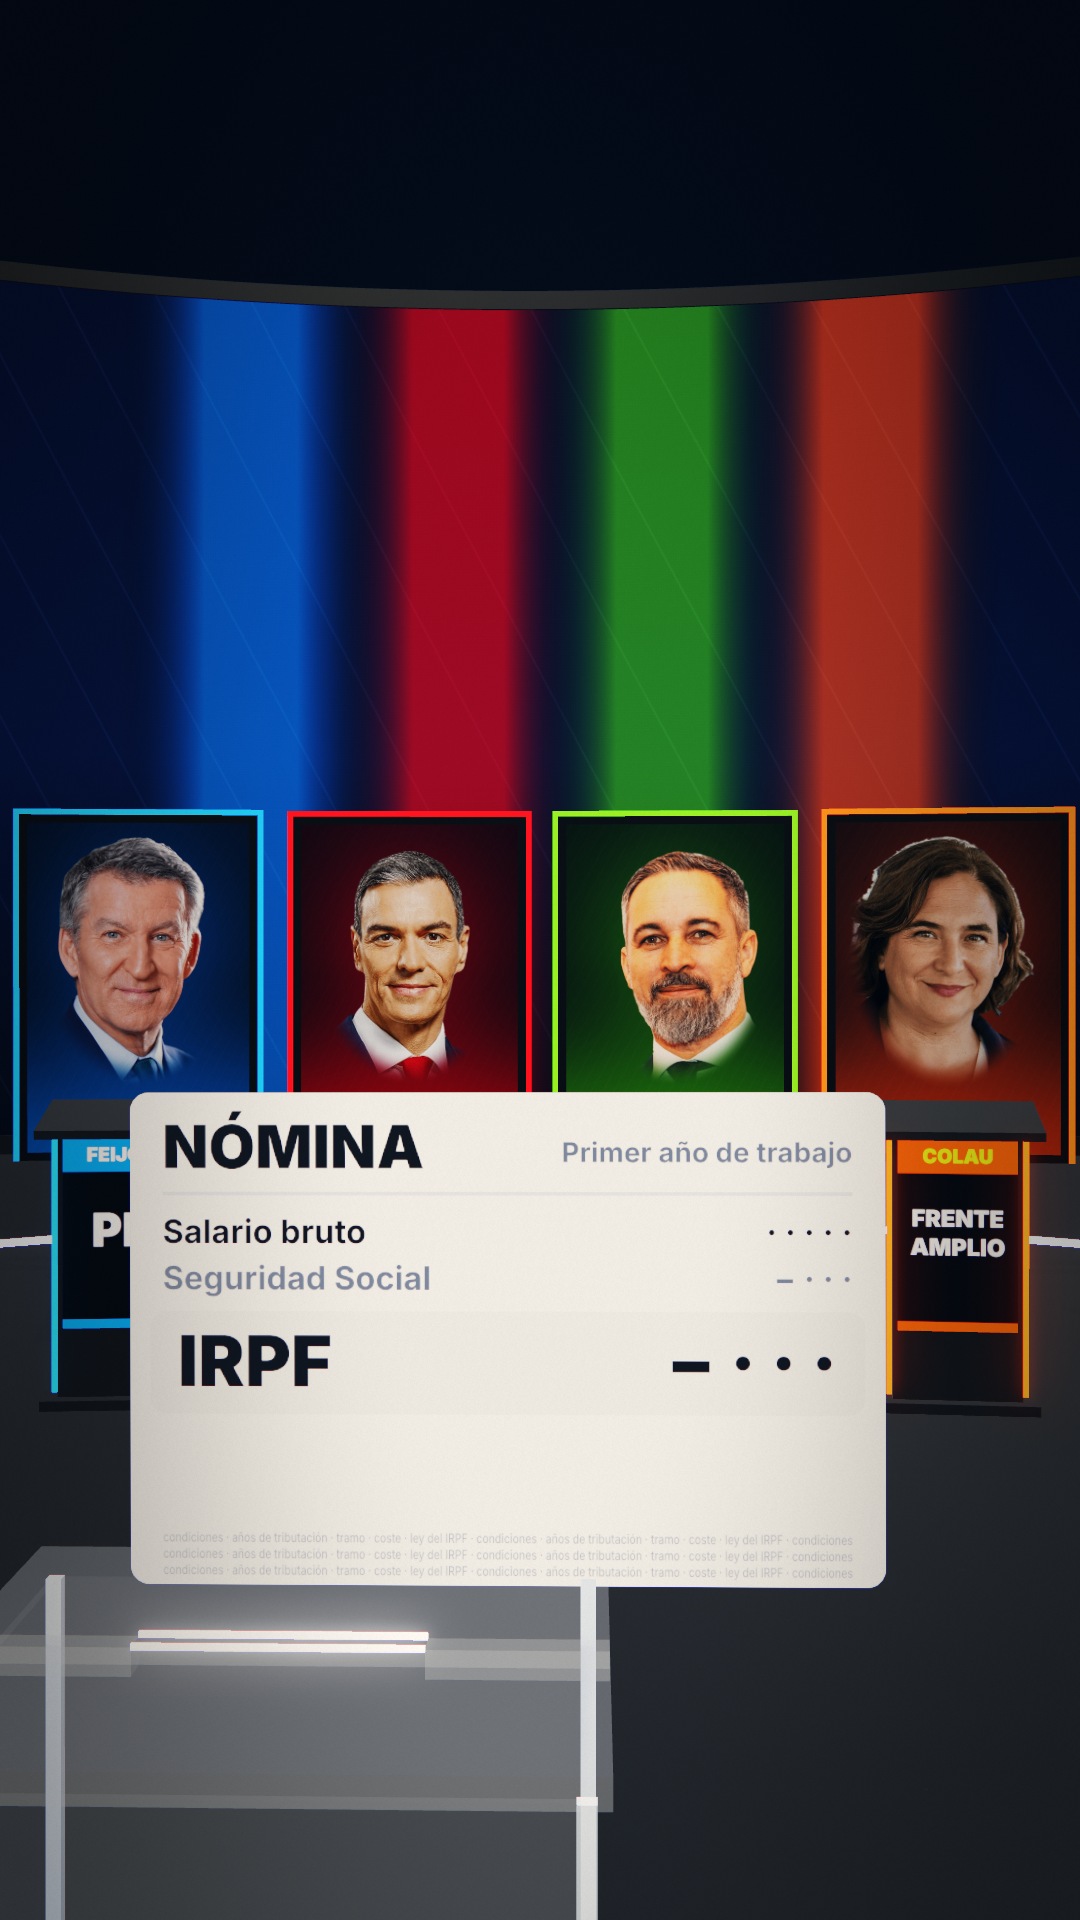 FEIJ
P
NÓMINA
Primer año de trabajo
Salario bruto
· · · · ·
Seguridad Social
– · · ·
IRPF
– • • •
condiciones · años de tributación · tramo · coste · ley del IRPF · condiciones · años de tributación · tramo · coste · ley del IRPF · condiciones
condiciones · años de tributación · tramo · coste · ley del IRPF · condiciones · años de tributación · tramo · coste · ley del IRPF · condiciones
condiciones · años de tributación · tramo · coste · ley del IRPF · condiciones · años de tributación · tramo · coste · ley del IRPF · condiciones
COLAU
FRENTE
AMPLIO